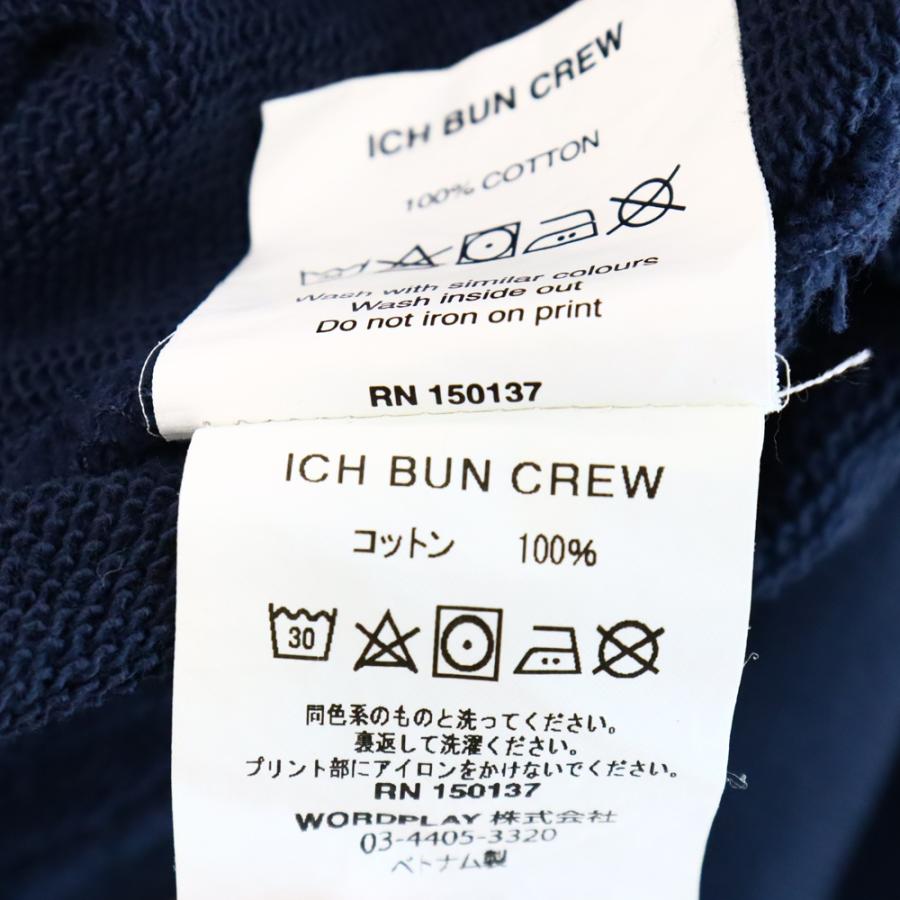 ICH BUN CREW
100% COTTON
Wash with similar colours
Wash inside out
Do not iron on print
RN 150137
ICH BUN CREW
コットン 100%
30
同色系のものと洗ってください。
裏返して洗濯ください。
プリント部にアイロンをかけないでください。
RN 150137
WORDPLAY 株式会社
03-4405-3320
ベトナム製